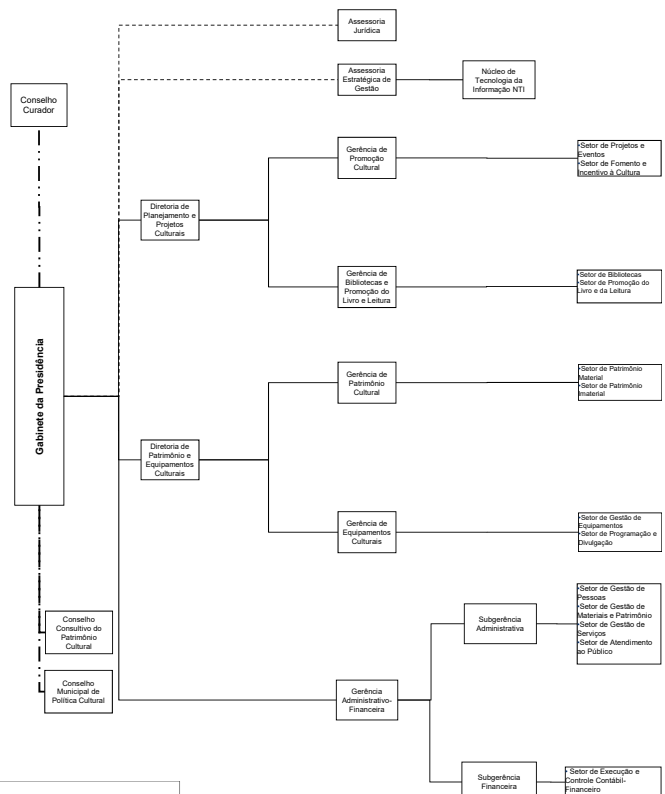 Assessoria
Jurídica
Assessoria
Estratégica de
Gestão
Núcleo de
Tecnologia da
Informação NTI
Conselho
Curador
Gerência de
Promoção
Cultural
•Setor de Projetos e
Eventos
•Setor de Fomento e
Incentivo à Cultura
Diretoria de
Planejamento e
Projetos
Culturais
Gerência de
Bibliotecas e
Promoção do
Livro e Leitura
•Setor de Bibliotecas
•Setor de Promoção do
Livro e da Leitura
Gabinete da Presidência
Gerência de
Patrimônio
Cultural
•Setor de Patrimônio
Material
•Setor de Patrimônio
Imaterial
Diretoria de
Patrimônio e
Equipamentos
Culturais
Gerência de
Equipamentos
Culturais
•Setor de Gestão de
Equipamentos
•Setor de Programação e
Divulgação
Conselho
Consultivo do
Patrimônio
Cultural
Subgerência
Administrativa
•Setor de Gestão de
Pessoas
•Setor de Gestão de
Materiais e Patrimônio
•Setor de Gestão de
Serviços
•Setor de Atendimento
ao Público
Conselho
Municipal de
Política Cultural
Gerência
Administrativo-
Financeira
Subgerência
Financeira
• Setor de Execução e
Controle Contábil-
Financeiro